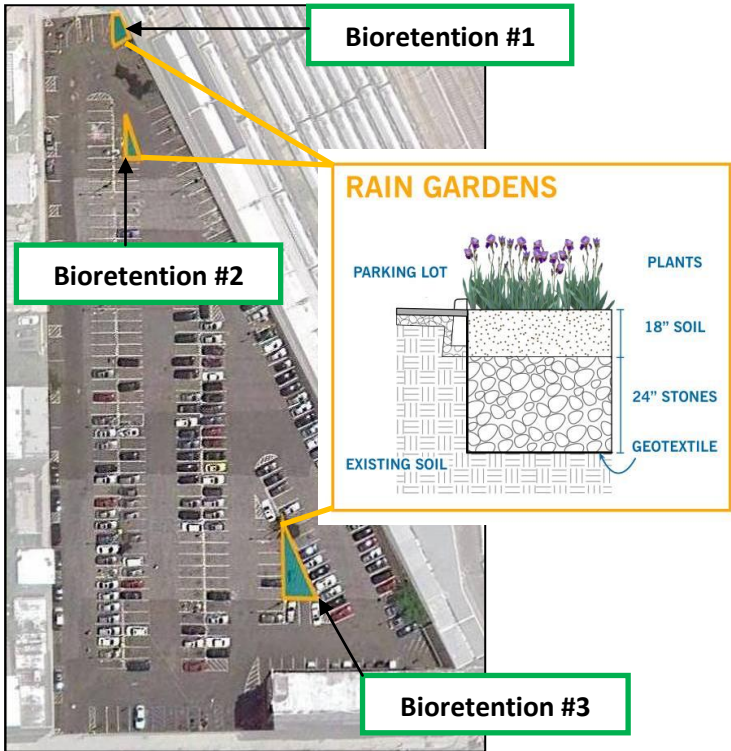 Bioretention #1
RAIN GARDENS
Bioretention #2
PARKING LOT
PLANTS
18” SOIL
24” STONES
GEOTEXTILE
EXISTING SOIL
Bioretention #3